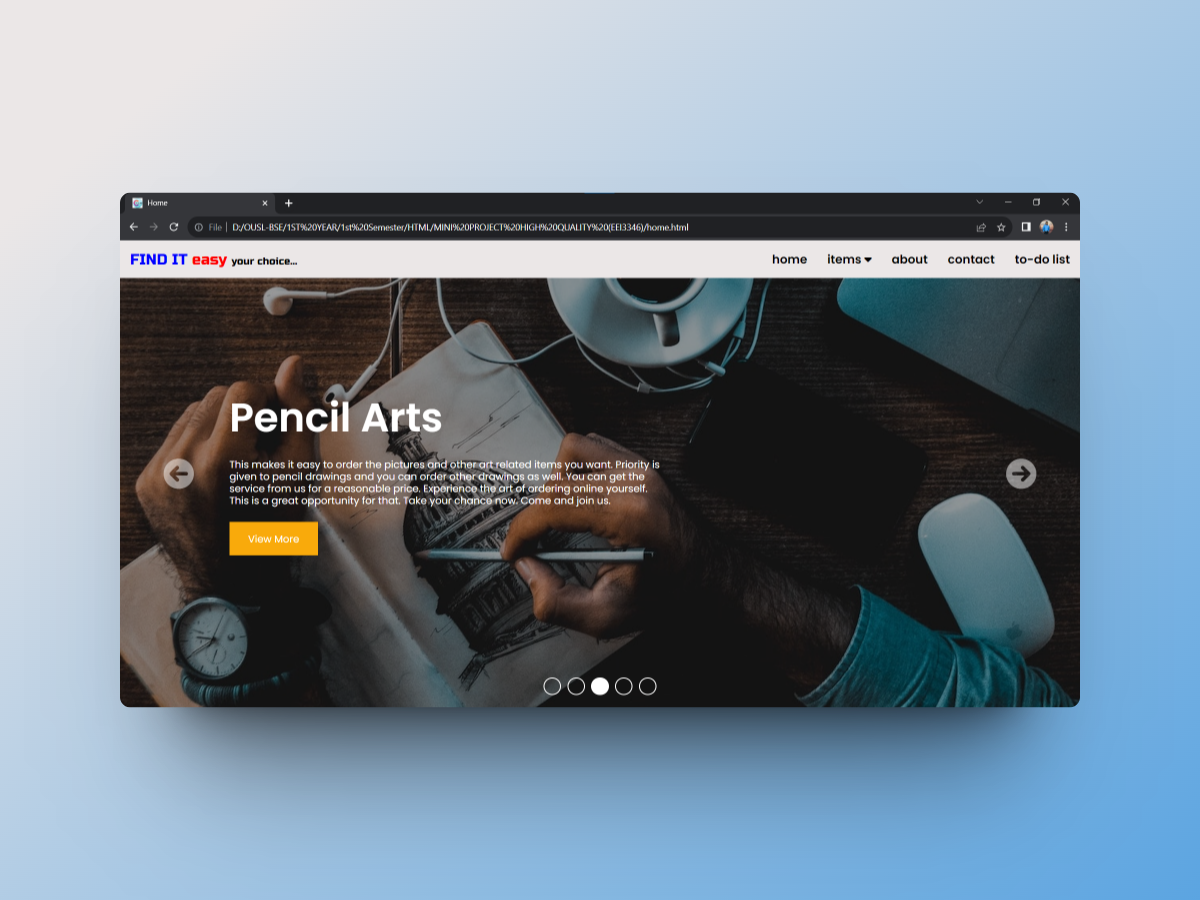 Home
File D:/OUSL-BSE/1ST%20YEAR/1st%20Semester/HTML/MINI%20PROJECT%20HIGH%20QUALITY%20(EEI3346)/home.html
FIND IT easy your choice... home items about contact to-do list
Pencil Arts
This makes it easy to order the pictures and other art related items you want. Priority is
given to pencil drawings and you can order other drawings as well. You can get the
service from us for a reasonable price. Experience the art of ordering online yourself.
This is a great opportunity for that. Take your chance now. Come and join us.
View More